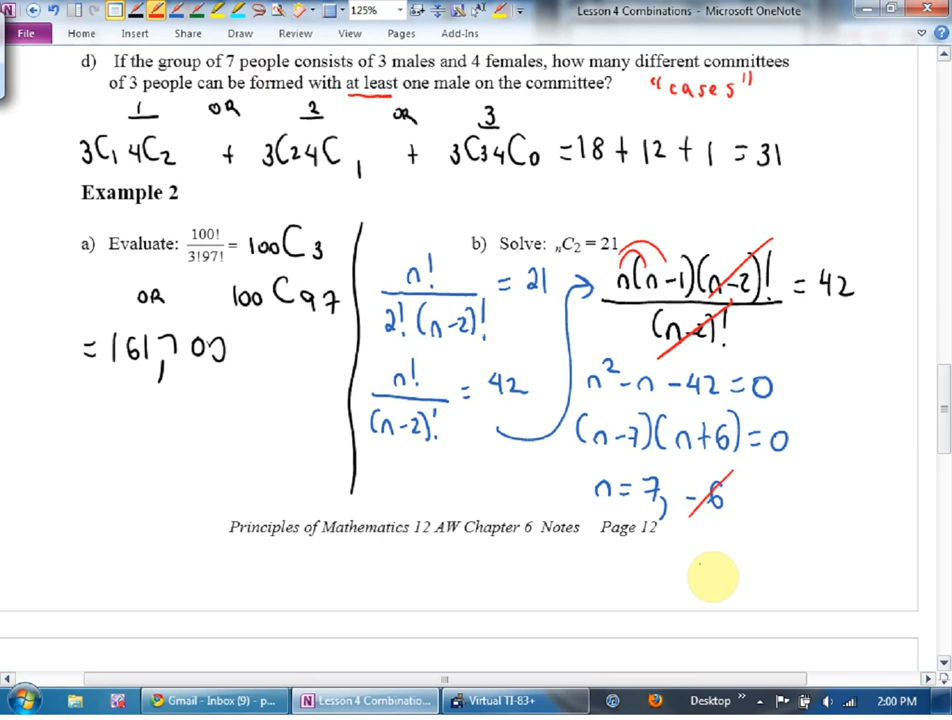 125%
Lesson 4 Combinations - Microsoft OneNote
File Home Insert Share Draw Review View Pages Add-Ins
d) If the group of 7 people consists of 3 males and 4 females, how many different committees
of 3 people can be formed with at least one male on the committee? "cases"
1 OR 2 OR 3
3C1 4C2 + 3C2 4C1 + 3C3 4C0 = 18 + 12 + 1 = 31
Example 2
a) Evaluate: 100!/3!97! = 100C3
OR 100C97
= 161,700
b) Solve: nC2 = 21
n!/2!(n-2)! = 21
n!/(n-2)! = 42
n(n-1)(n-2)!/(n-2)! = 42
n² - n - 42 = 0
(n-7)(n+6) = 0
n = 7, -6
Principles of Mathematics 12 AW Chapter 6 Notes Page 12
Gmail - Inbox (9) - p... Lesson 4 Combinatio... Virtual TI-83+ Desktop 2:00 PM